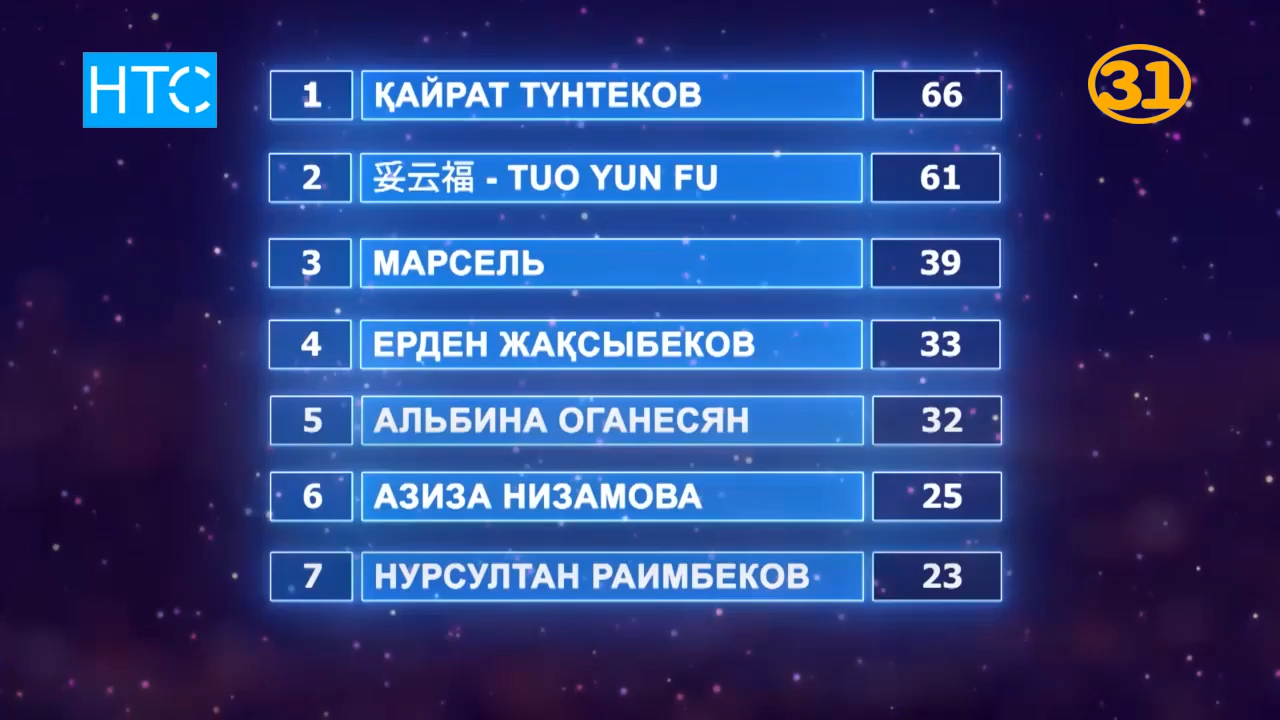 НТС
31
1 ҚАЙРАТ ТҮНТЕКОВ 66
2 妥云福 - TUO YUN FU 61
3 МАРСЕЛЬ 39
4 ЕРДЕН ЖАҚСЫБЕКОВ 33
5 АЛЬБИНА ОГАНЕСЯН 32
6 АЗИЗА НИЗАМОВА 25
7 НУРСУЛТАН РАИМБЕКОВ 23